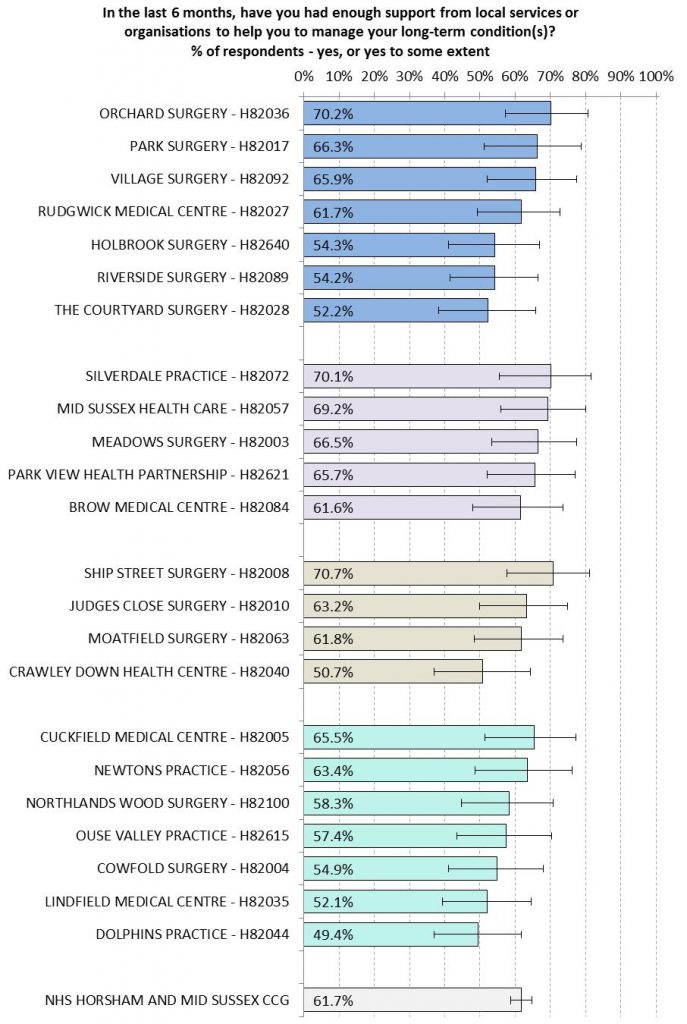 In the last 6 months, have you had enough support from local services or
organisations to help you to manage your long-term condition(s)?
% of respondents - yes, or yes to some extent
0% 10% 20% 30% 40% 50% 60% 70% 80% 90% 100%
ORCHARD SURGERY - H82036 70.2%
PARK SURGERY - H82017 66.3%
VILLAGE SURGERY - H82092 65.9%
RUDGWICK MEDICAL CENTRE - H82027 61.7%
HOLBROOK SURGERY - H82640 54.3%
RIVERSIDE SURGERY - H82089 54.2%
THE COURTYARD SURGERY - H82028 52.2%
SILVERDALE PRACTICE - H82072 70.1%
MID SUSSEX HEALTH CARE - H82057 69.2%
MEADOWS SURGERY - H82003 66.5%
PARK VIEW HEALTH PARTNERSHIP - H82621 65.7%
BROW MEDICAL CENTRE - H82084 61.6%
SHIP STREET SURGERY - H82008 70.7%
JUDGES CLOSE SURGERY - H82010 63.2%
MOATFIELD SURGERY - H82063 61.8%
CRAWLEY DOWN HEALTH CENTRE - H82040 50.7%
CUCKFIELD MEDICAL CENTRE - H82005 65.5%
NEWTONS PRACTICE - H82056 63.4%
NORTHLANDS WOOD SURGERY - H82100 58.3%
OUSE VALLEY PRACTICE - H82615 57.4%
COWFOLD SURGERY - H82004 54.9%
LINDFIELD MEDICAL CENTRE - H82035 52.1%
DOLPHINS PRACTICE - H82044 49.4%
NHS HORSHAM AND MID SUSSEX CCG 61.7%